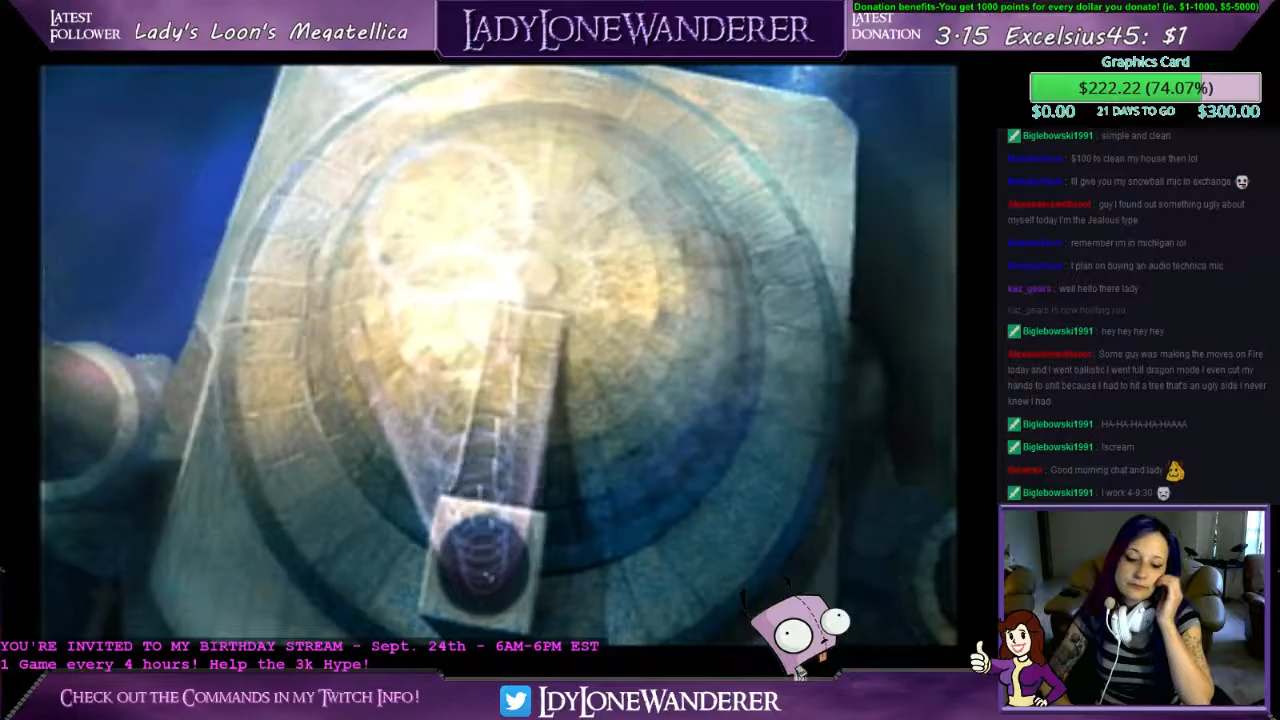 LATEST
FOLLOWER
Lady's Loon's Megatellica
LADYLONEWANDERER
Donation benefits-You get 1000 points for every dollar you donate! (ie. $1-1000, $5-5000)
LATEST
DONATION
3·15 Excelsius45: $1
Graphics Card
$222.22 (74.07%)
$0.00 21 DAYS TO GO $300.00
Biglebowski1991 : simple and clean
: $100 to clean my house then lol
: Ill give you my snowball mic in exchange
: guy I found out something ugly about
myself today I'm the Jealous type
: remember im in michigan lol
: I plan on buying an audio technica mic
kaz_gears : well hello there lady
kaz_gears is now hosting you.
Biglebowski1991 : hey hey hey hey
: Some guy was making the moves on Fire
today and I went ballistic I went full dragon mode I even cut my
hands to shit because I had to hit a tree that's an ugly side I never
knew I had
Biglebowski1991 : HA-HA-HA-HA-HAAAA
Biglebowski1991 : !scream
: Good morning chat and lady
Biglebowski1991 : I work 4-9:30
YOU'RE INVITED TO MY BIRTHDAY STREAM - Sept. 24th - 6AM-6PM EST
1 Game every 4 hours! Help the 3k Hype!
CHECK OUT THE COMMANDS IN MY TWITCH INFO!
LDYLONEWANDERER